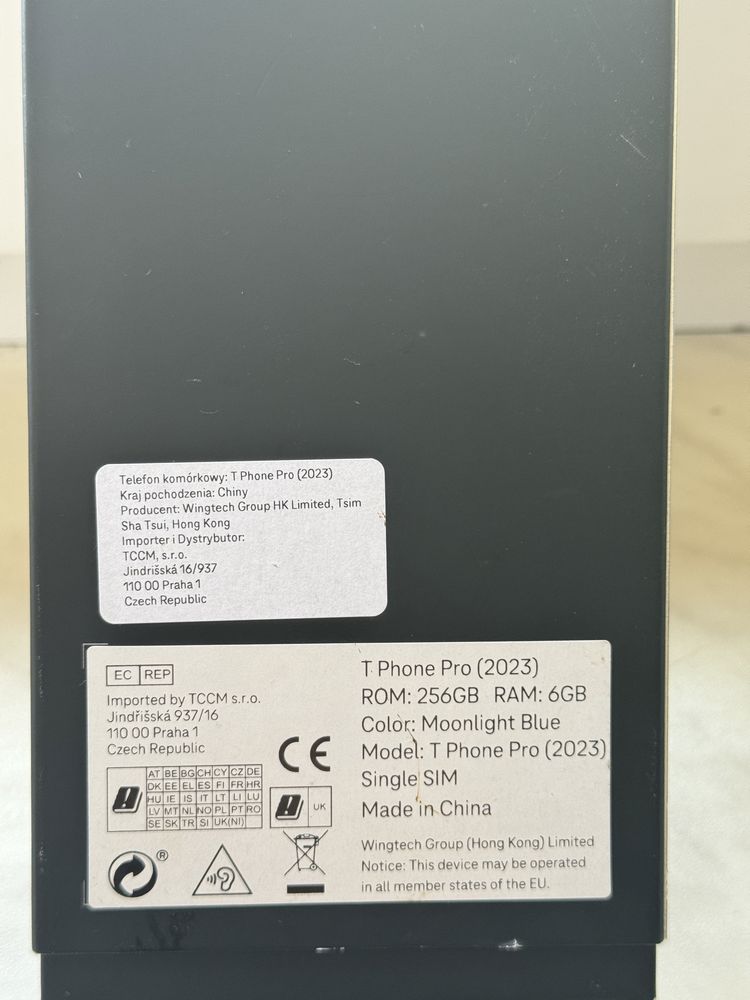 Telefon komórkowy: T Phone Pro (2023)
Kraj pochodzenia: Chiny
Producent: Wingtech Group HK Limited, Tsim
Sha Tsui, Hong Kong
Importer i Dystrybutor:
TCCM, s.r.o.
Jindrišská 16/937
110 00 Praha 1
Czech Republic
EC REP
Imported by TCCM s.r.o.
Jindřišská 937/16
110 00 Praha 1
Czech Republic
CE
AT BE BG CH CY CZ DE
DK EE EL ES FI FR HR
HU IE IS IT LT LI LU
LV MT NL NO PL PT RO
SE SK TR SI UK(NI)
UK
®
T Phone Pro (2023)
ROM: 256GB RAM: 6GB
Color: Moonlight Blue
Model: T Phone Pro (2023)
Single SIM
Made in China
Wingtech Group (Hong Kong) Limited
Notice: This device may be operated
in all member states of the EU.